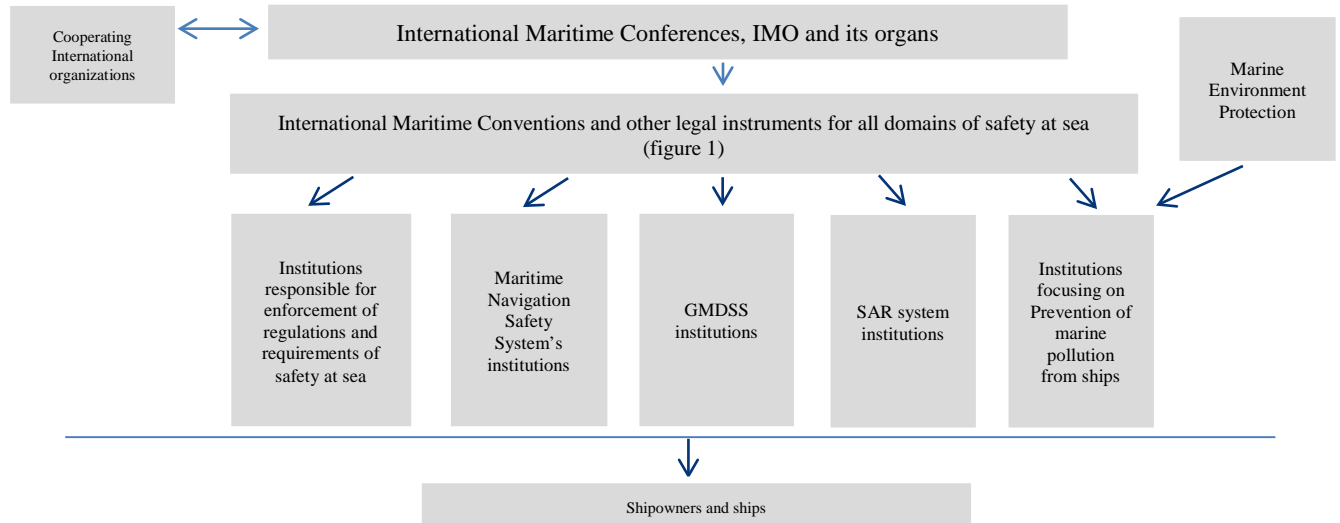 Cooperating
International
organizations
International Maritime Conferences, IMO and its organs
Marine
Environment
Protection
International Maritime Conventions and other legal instruments for all domains of safety at sea
(figure 1)
Institutions
responsible for
enforcement of
regulations and
requirements of
safety at sea
Maritime
Navigation
Safety
System's
institutions
GMDSS
institutions
SAR system
institutions
Institutions
focusing on
Prevention of
marine
pollution
from ships
Shipowners and ships